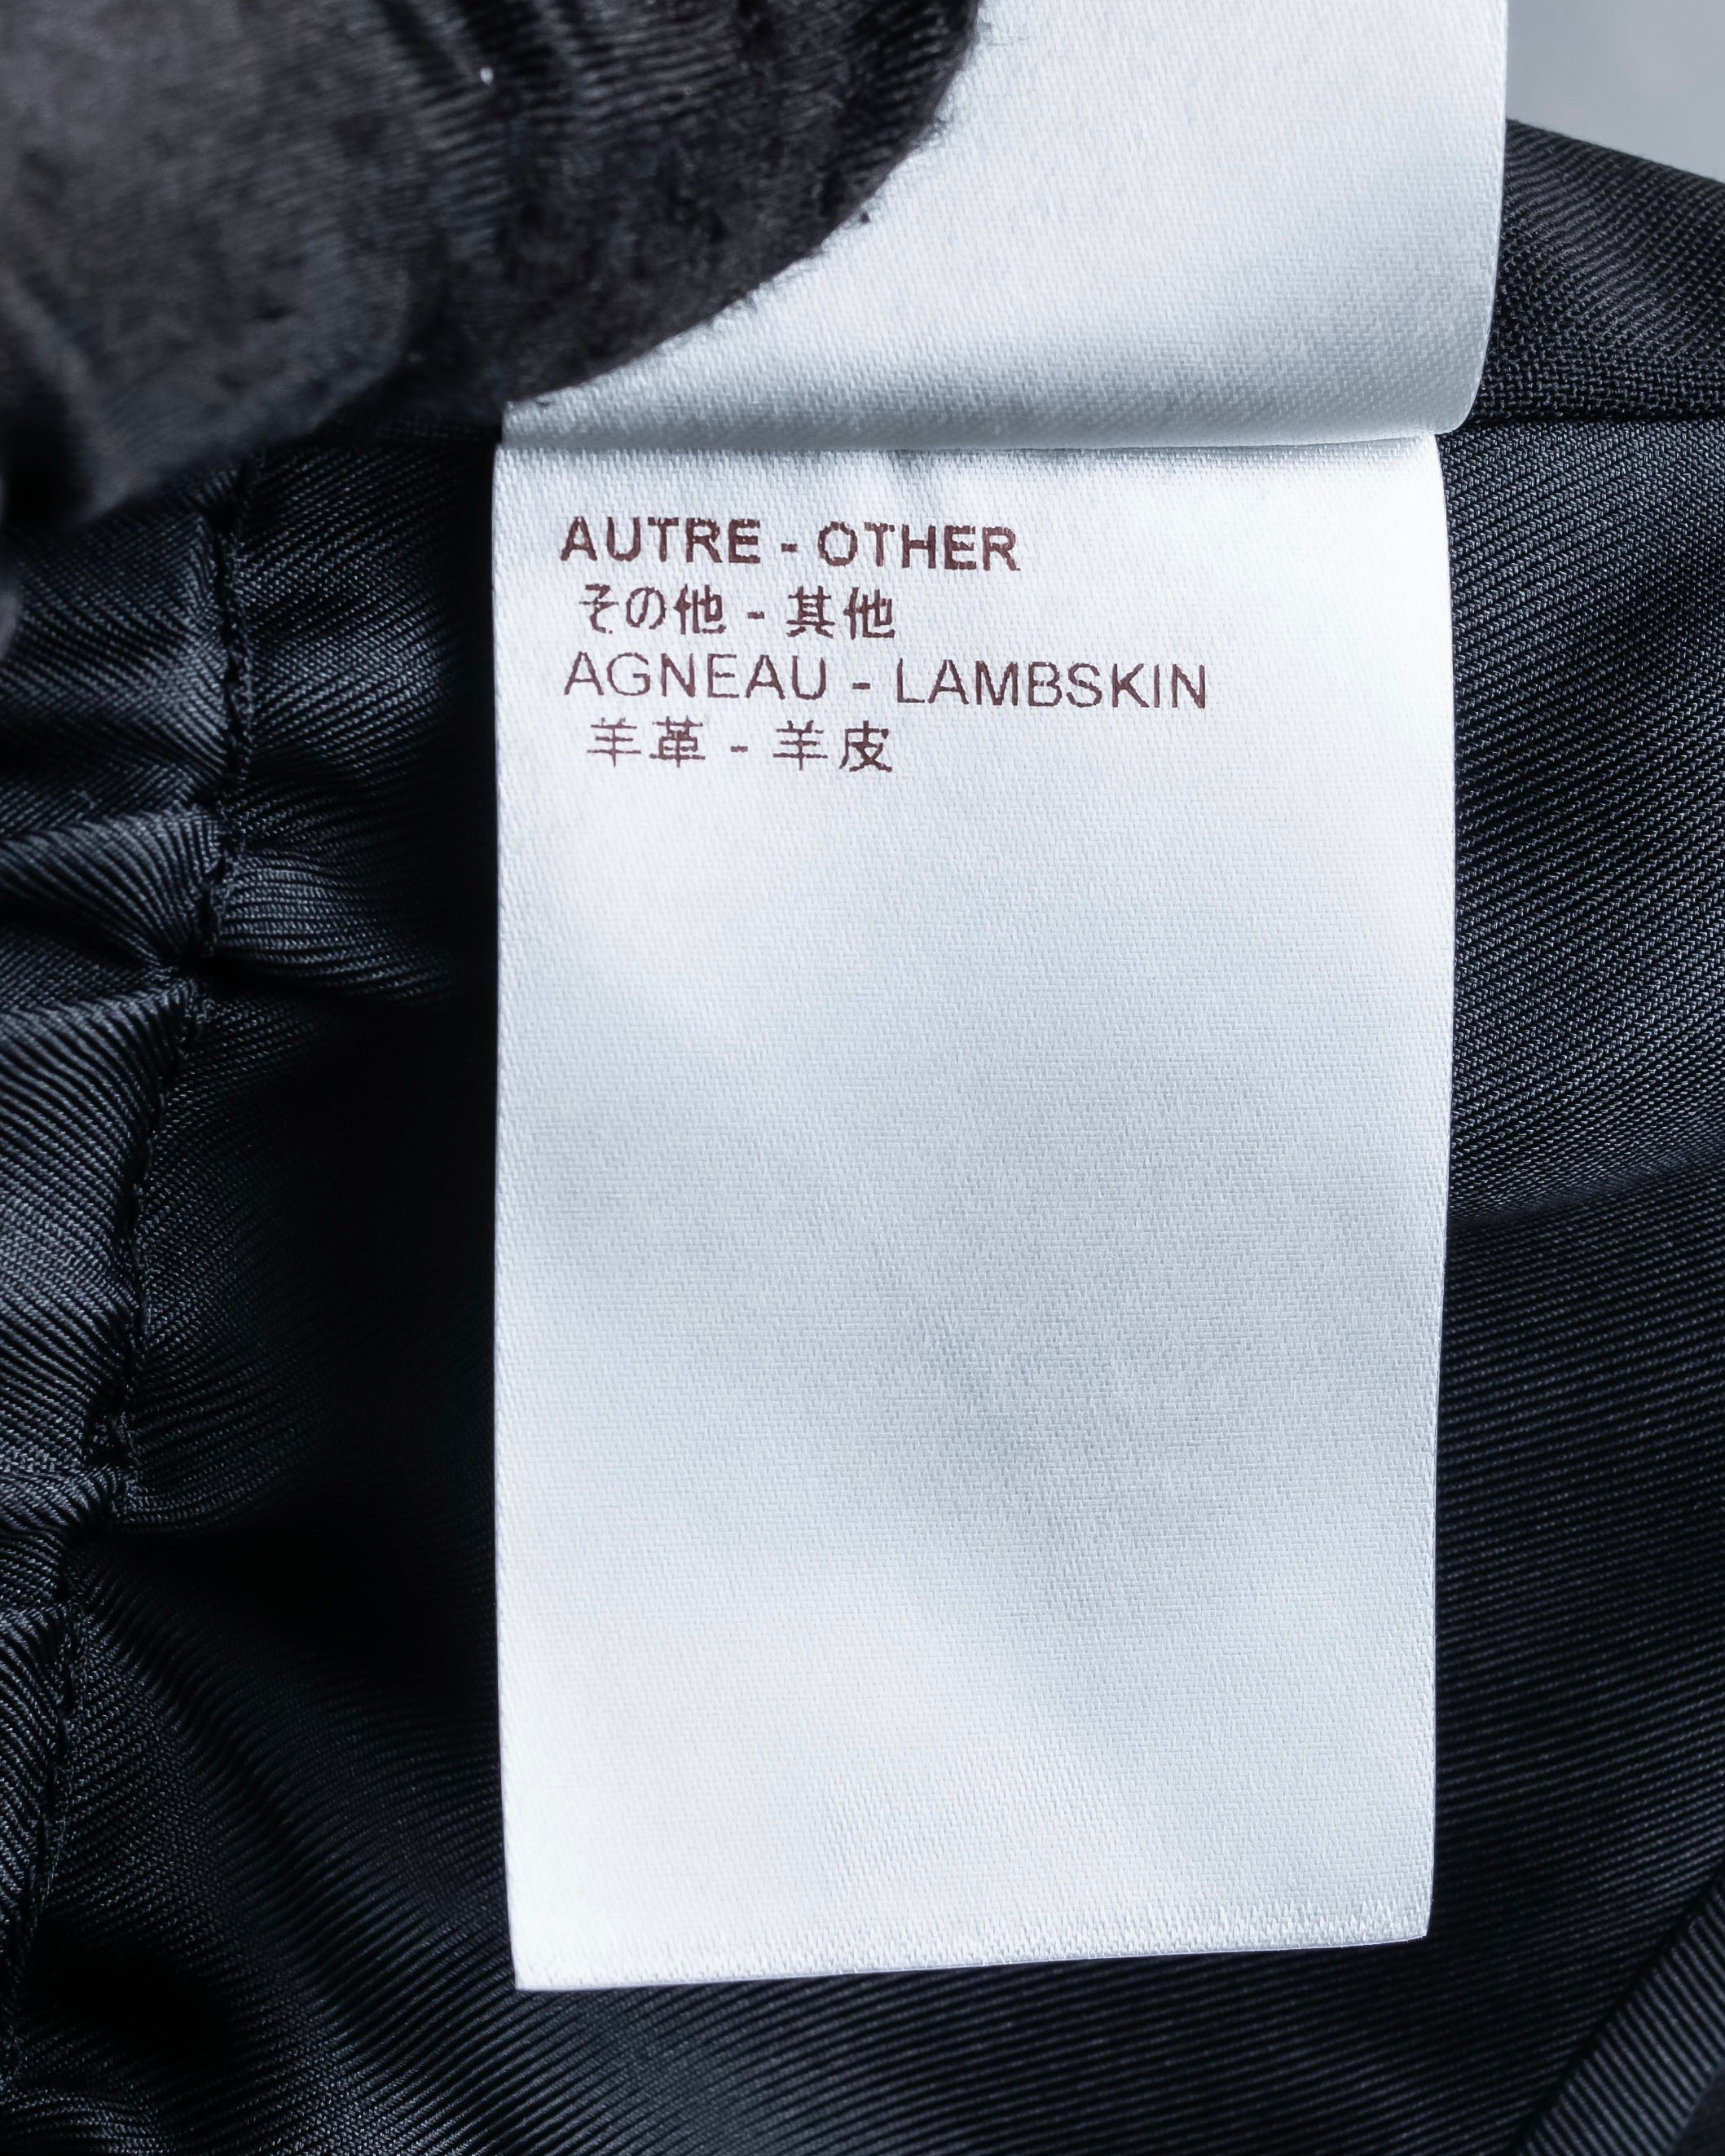 AUTRE - OTHER
その他 - 其他
AGNEAU - LAMBSKIN
羊革 - 羊皮